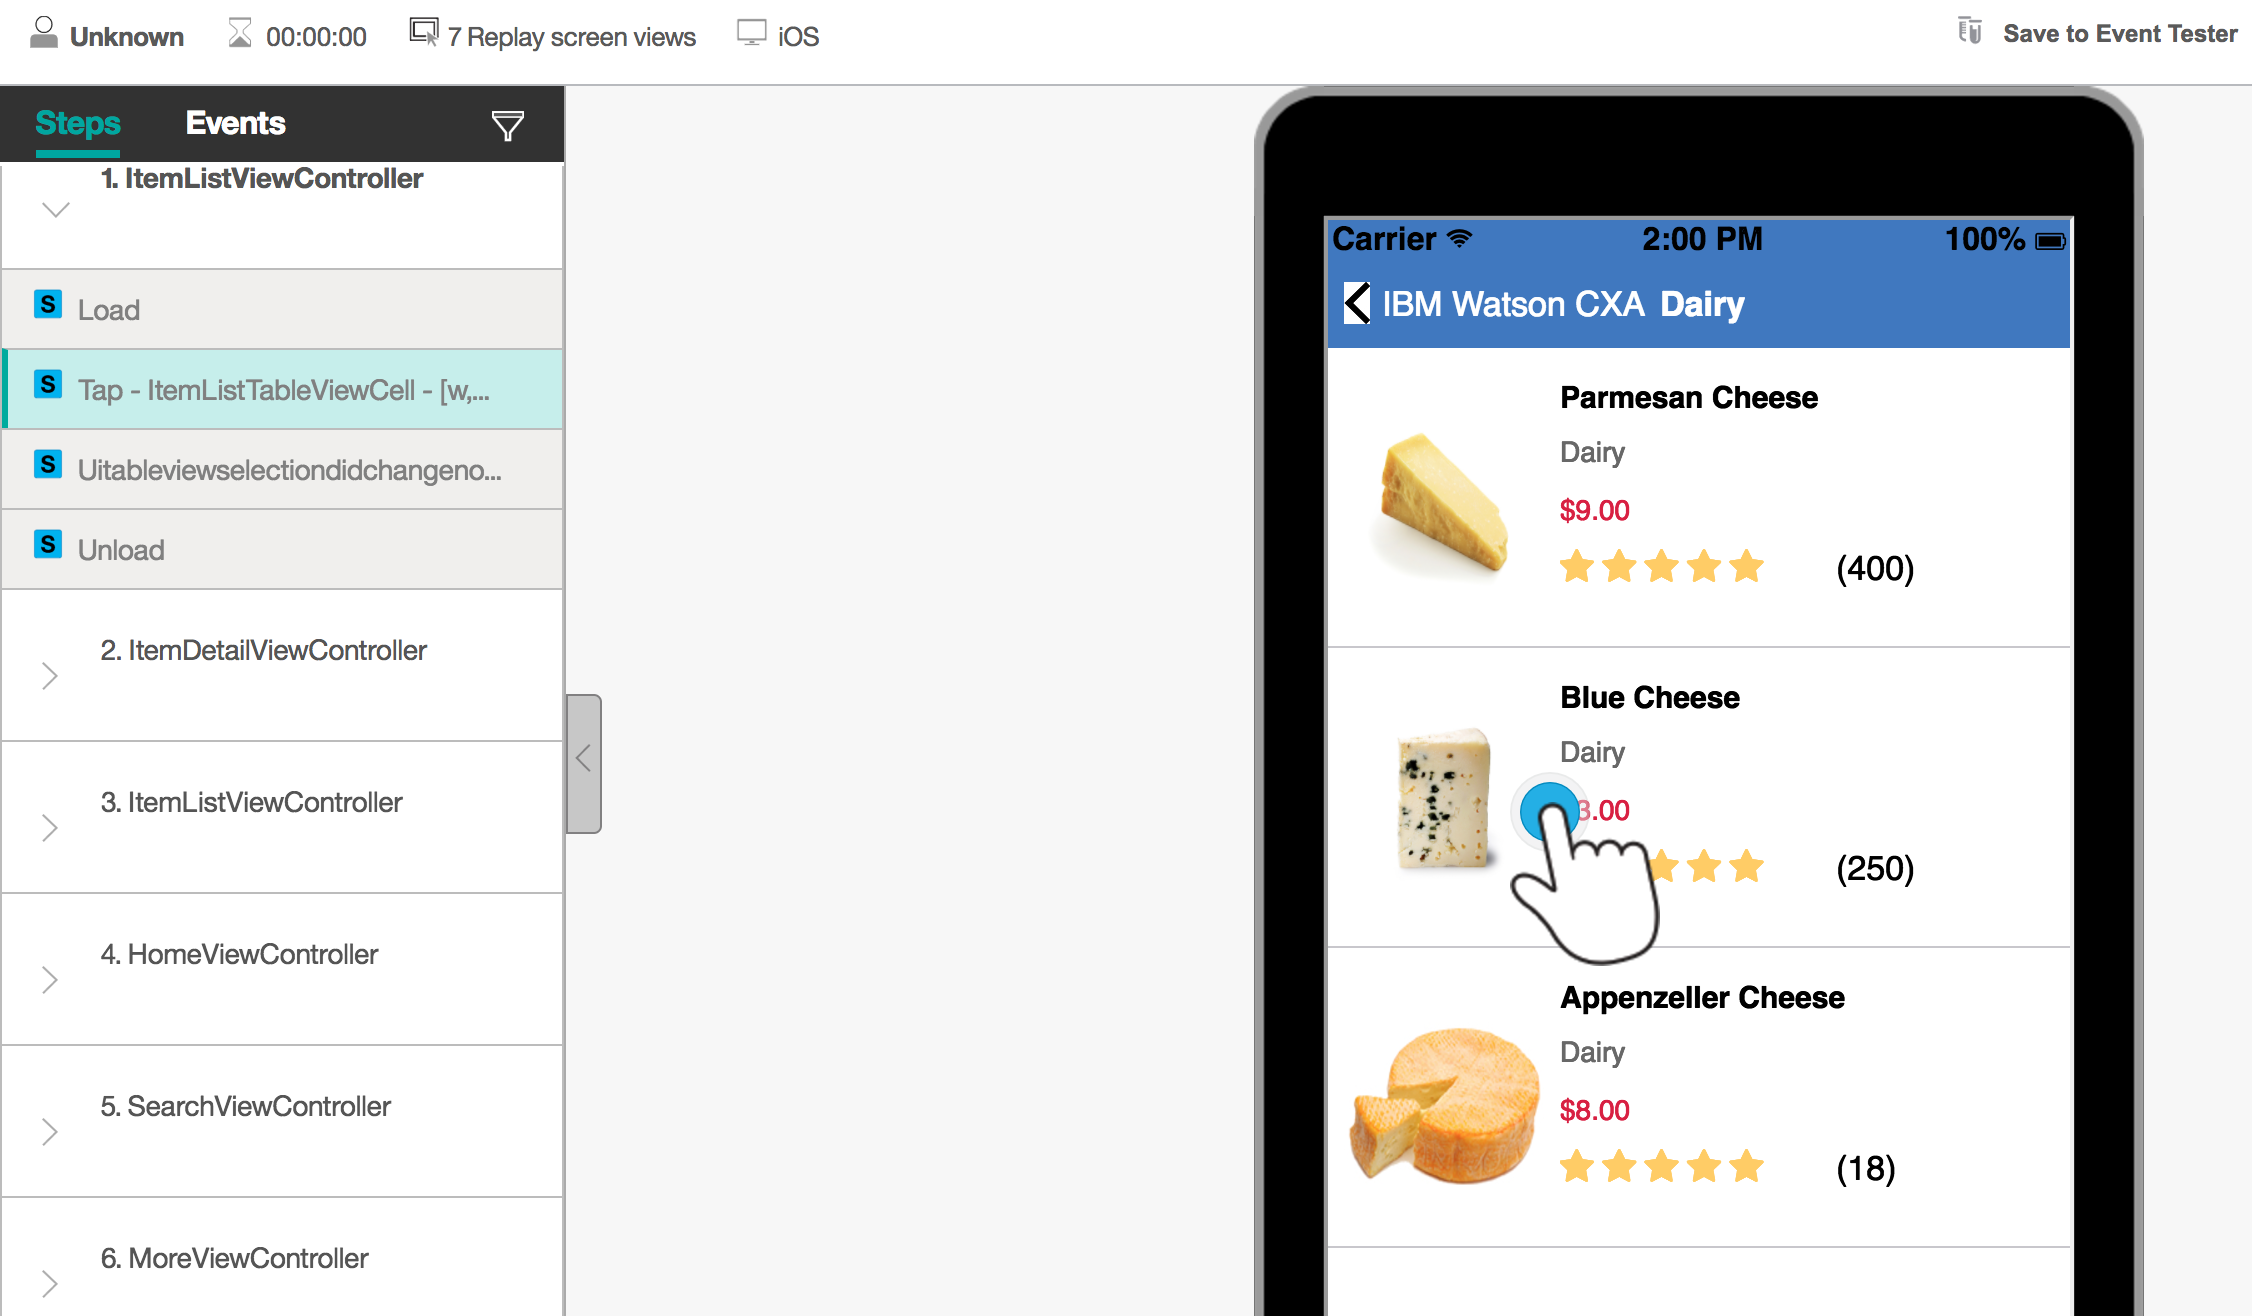 Unknown
00:00:00
7 Replay screen views
iOS
Save to Event Tester
Steps
Events
1. ItemListViewController
S Load
S Tap - ItemListTableViewCell - [w,...
S Uitableviewselectiondidchangeno...
S Unload
2. ItemDetailViewController
3. ItemListViewController
4. HomeViewController
5. SearchViewController
6. MoreViewController
Carrier
2:00 PM
100%
IBM Watson CXA Dairy
Parmesan Cheese
Dairy
$9.00
(400)
Blue Cheese
Dairy
3.00
(250)
Appenzeller Cheese
Dairy
$8.00
(18)